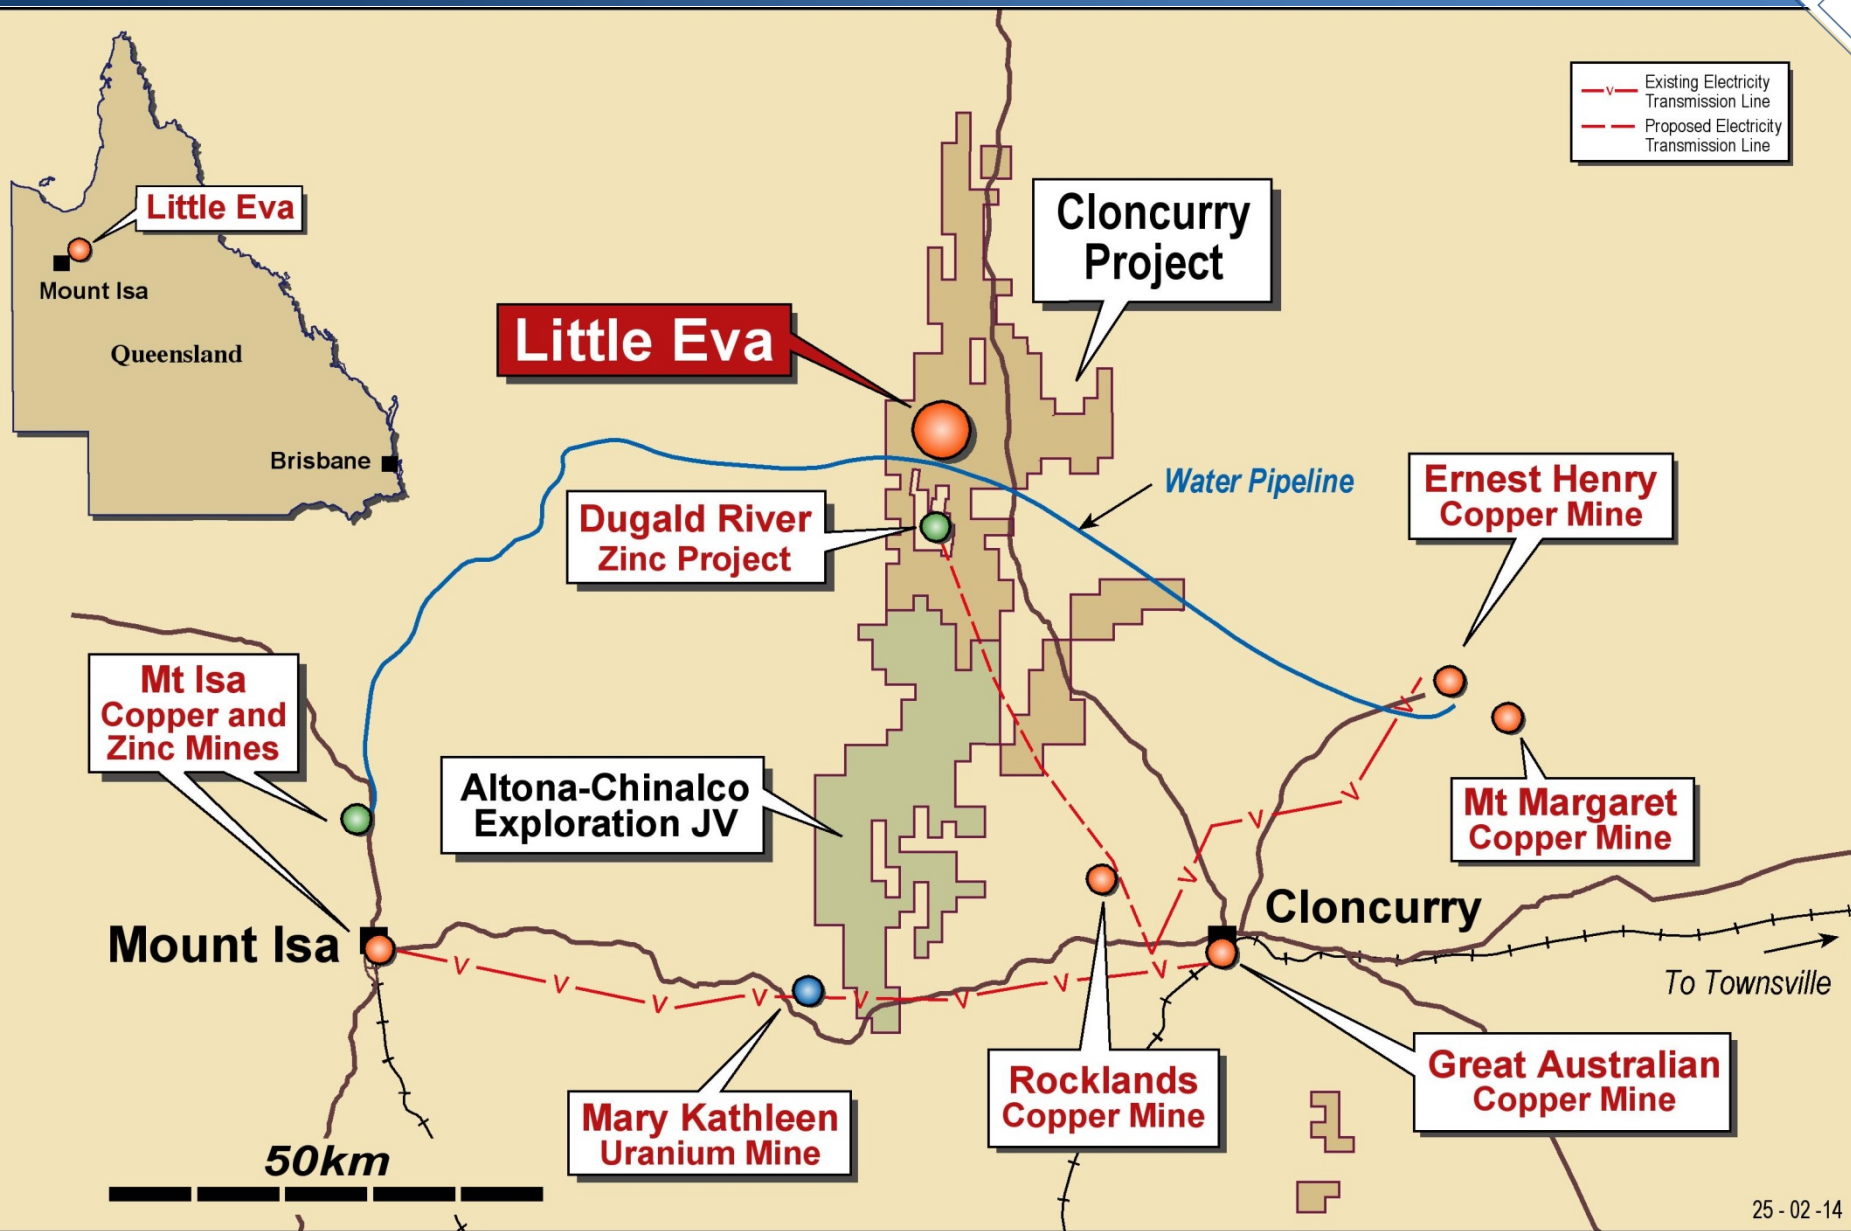 Existing Electricity
Transmission Line
Proposed Electricity
Transmission Line
Little Eva
Mount Isa
Queensland
Brisbane
Cloncurry
Project
Little Eva
Water Pipeline
Ernest Henry
Copper Mine
Dugald River
Zinc Project
Mt Isa
Copper and
Zinc Mines
Altona-Chinalco
Exploration JV
Mt Margaret
Copper Mine
Mount Isa
Cloncurry
To Townsville
Mary Kathleen
Uranium Mine
Rocklands
Copper Mine
Great Australian
Copper Mine
50km
25 - 02 -14